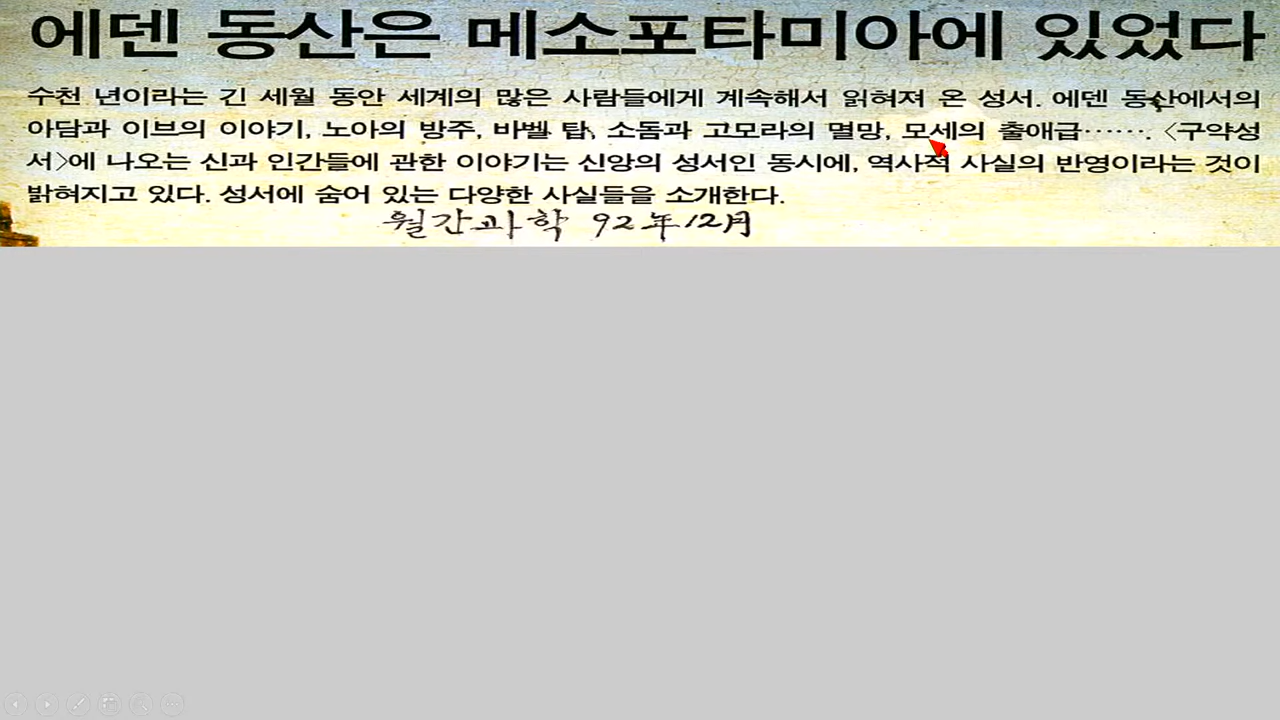 에덴 동산은 메소포타미아에 있었다
수천 년이라는 긴 세월 동안 세계의 많은 사람들에게 계속해서 읽혀져 온 성서. 에덴 동산에서의
아담과 이브의 이야기, 노아의 방주, 바벨 탑, 소돔과 고모라의 멸망, 모세의 출애급……. 〈구약성
서〉에 나오는 신과 인간들에 관한 이야기는 신앙의 성서인 동시에, 역사적 사실의 반영이라는 것이
밝혀지고 있다. 성서에 숨어 있는 다양한 사실들을 소개한다.
월간과학 92年12月